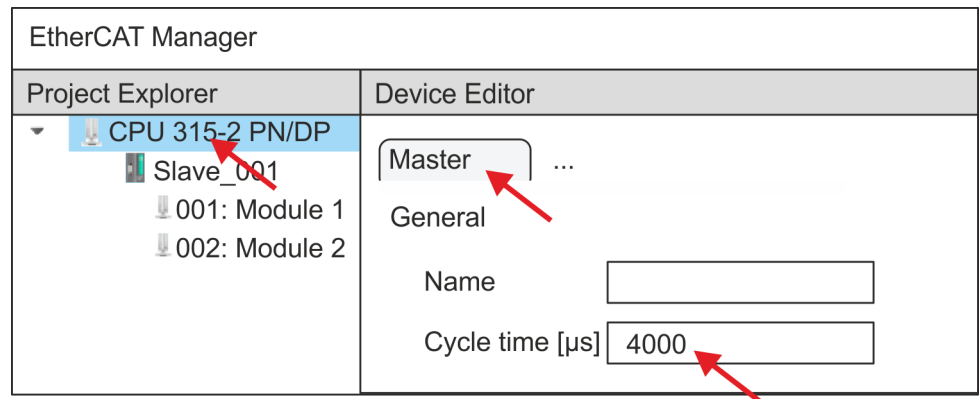 EtherCAT Manager
Project Explorer
CPU 315-2 PN/DP
Slave_001
001: Module 1
002: Module 2
Device Editor
Master ...
General
Name
Cycle time [µs] 4000